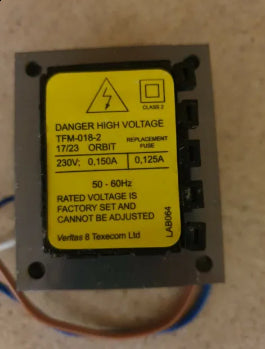 CLASS 2
DANGER HIGH VOLTAGE
TFM-018-2 REPLACEMENT
17/23 ORBIT FUSE
230V; 0,150A 0,125A
50 - 60Hz
RATED VOLTAGE IS
FACTORY SET AND
CANNOT BE ADJUSTED
Veritas 8 Texecom Ltd
LAB064